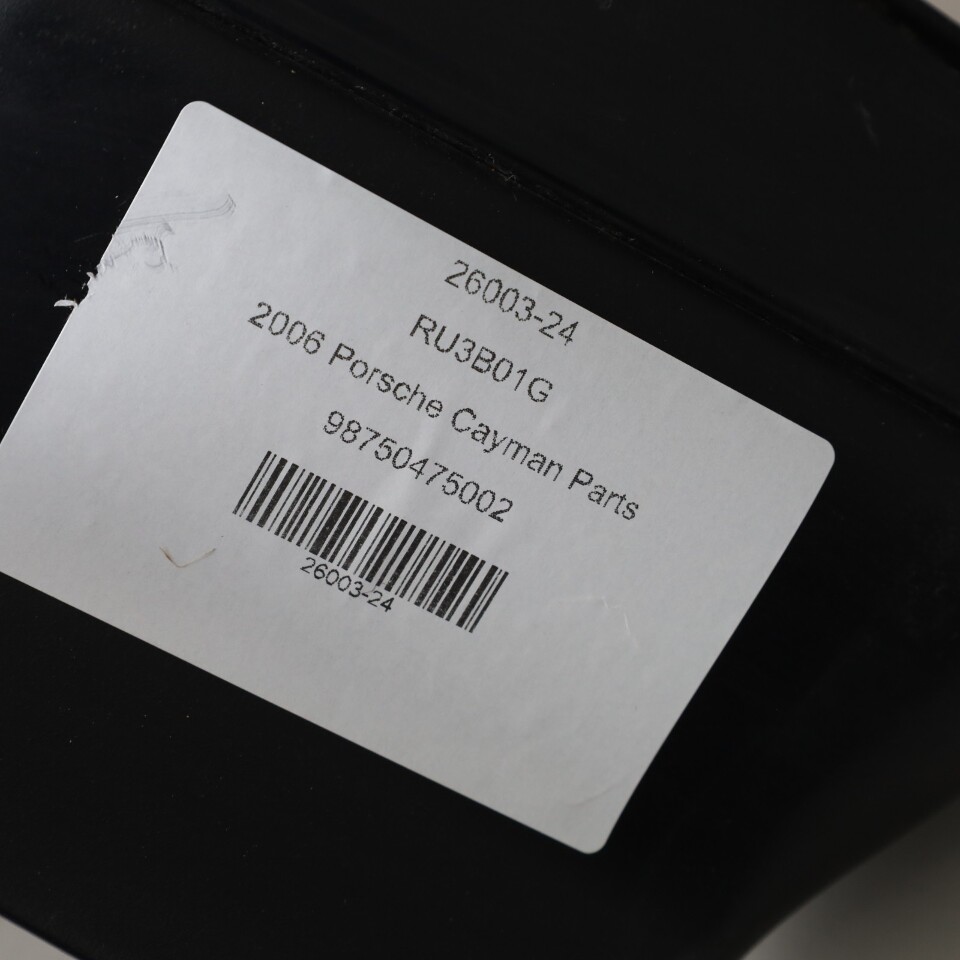 26003-24
RU3B01G
2006 Porsche Cayman Parts
98750475002
26003-24